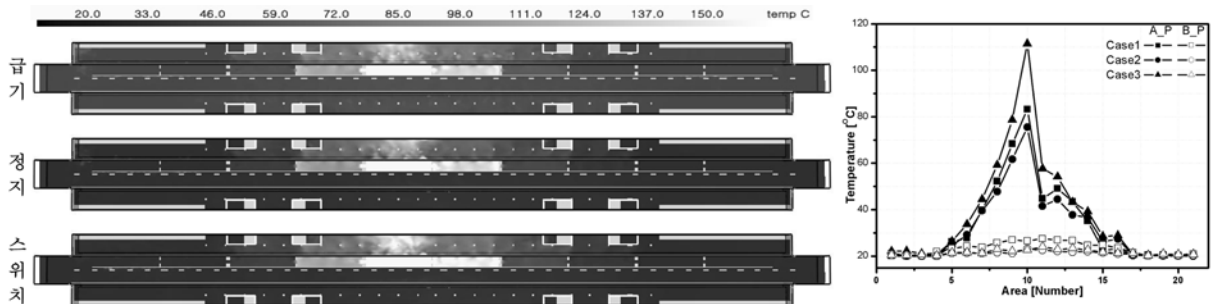 20.0 33.0 46.0 59.0 72.0 85.0 98.0 111.0 124.0 137.0 150.0 temp C
급기
정지
스위치
A_P B_P
Case1
Case2
Case3
120
100
80
60
40
20
Temperature [°C]
0 5 10 15 20
Area [Number]